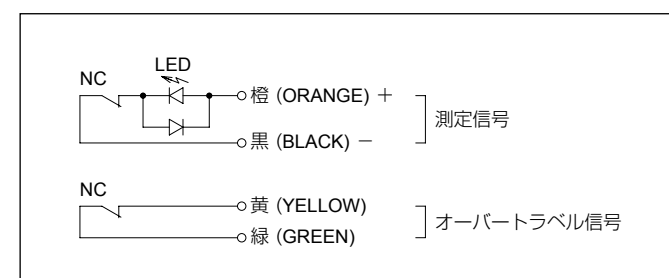 LED
NC
橙 (ORANGE) ＋
測定信号
黒 (BLACK) －
NC
黄 (YELLOW)
オーバートラベル信号
緑 (GREEN)